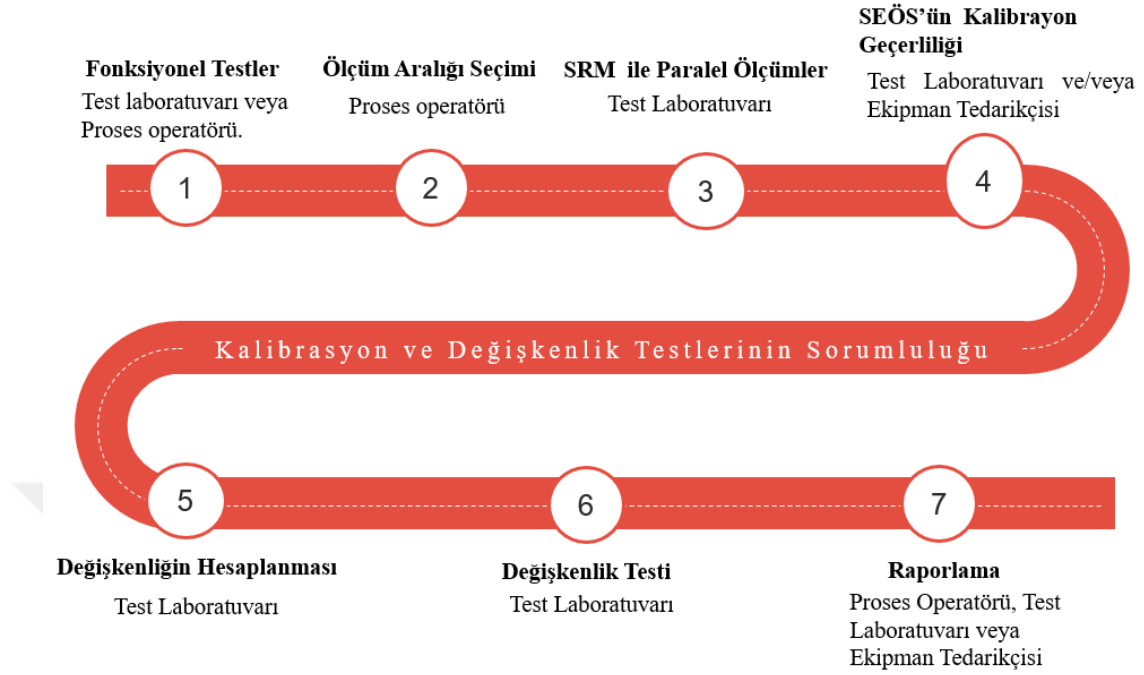 Fonksiyonel Testler
Test laboratuvarı veya
Proses operatörü.
1
Ölçüm Aralığı Seçimi
Proses operatörü
2
SRM ile Paralel Ölçümler
Test Laboratuvarı
3
SEÖS’ün Kalibrayon
Geçerliliği
Test Laboratuvarı ve/veya
Ekipman Tedarikçisi
4
Kalibrasyon ve Değişkenlik Testlerinin Sorumluluğu
5
Değişkenliğin Hesaplanması
Test Laboratuvarı
6
Değişkenlik Testi
Test Laboratuvarı
7
Raporlama
Proses Operatörü, Test
Laboratuvarı veya
Ekipman Tedarikçisi